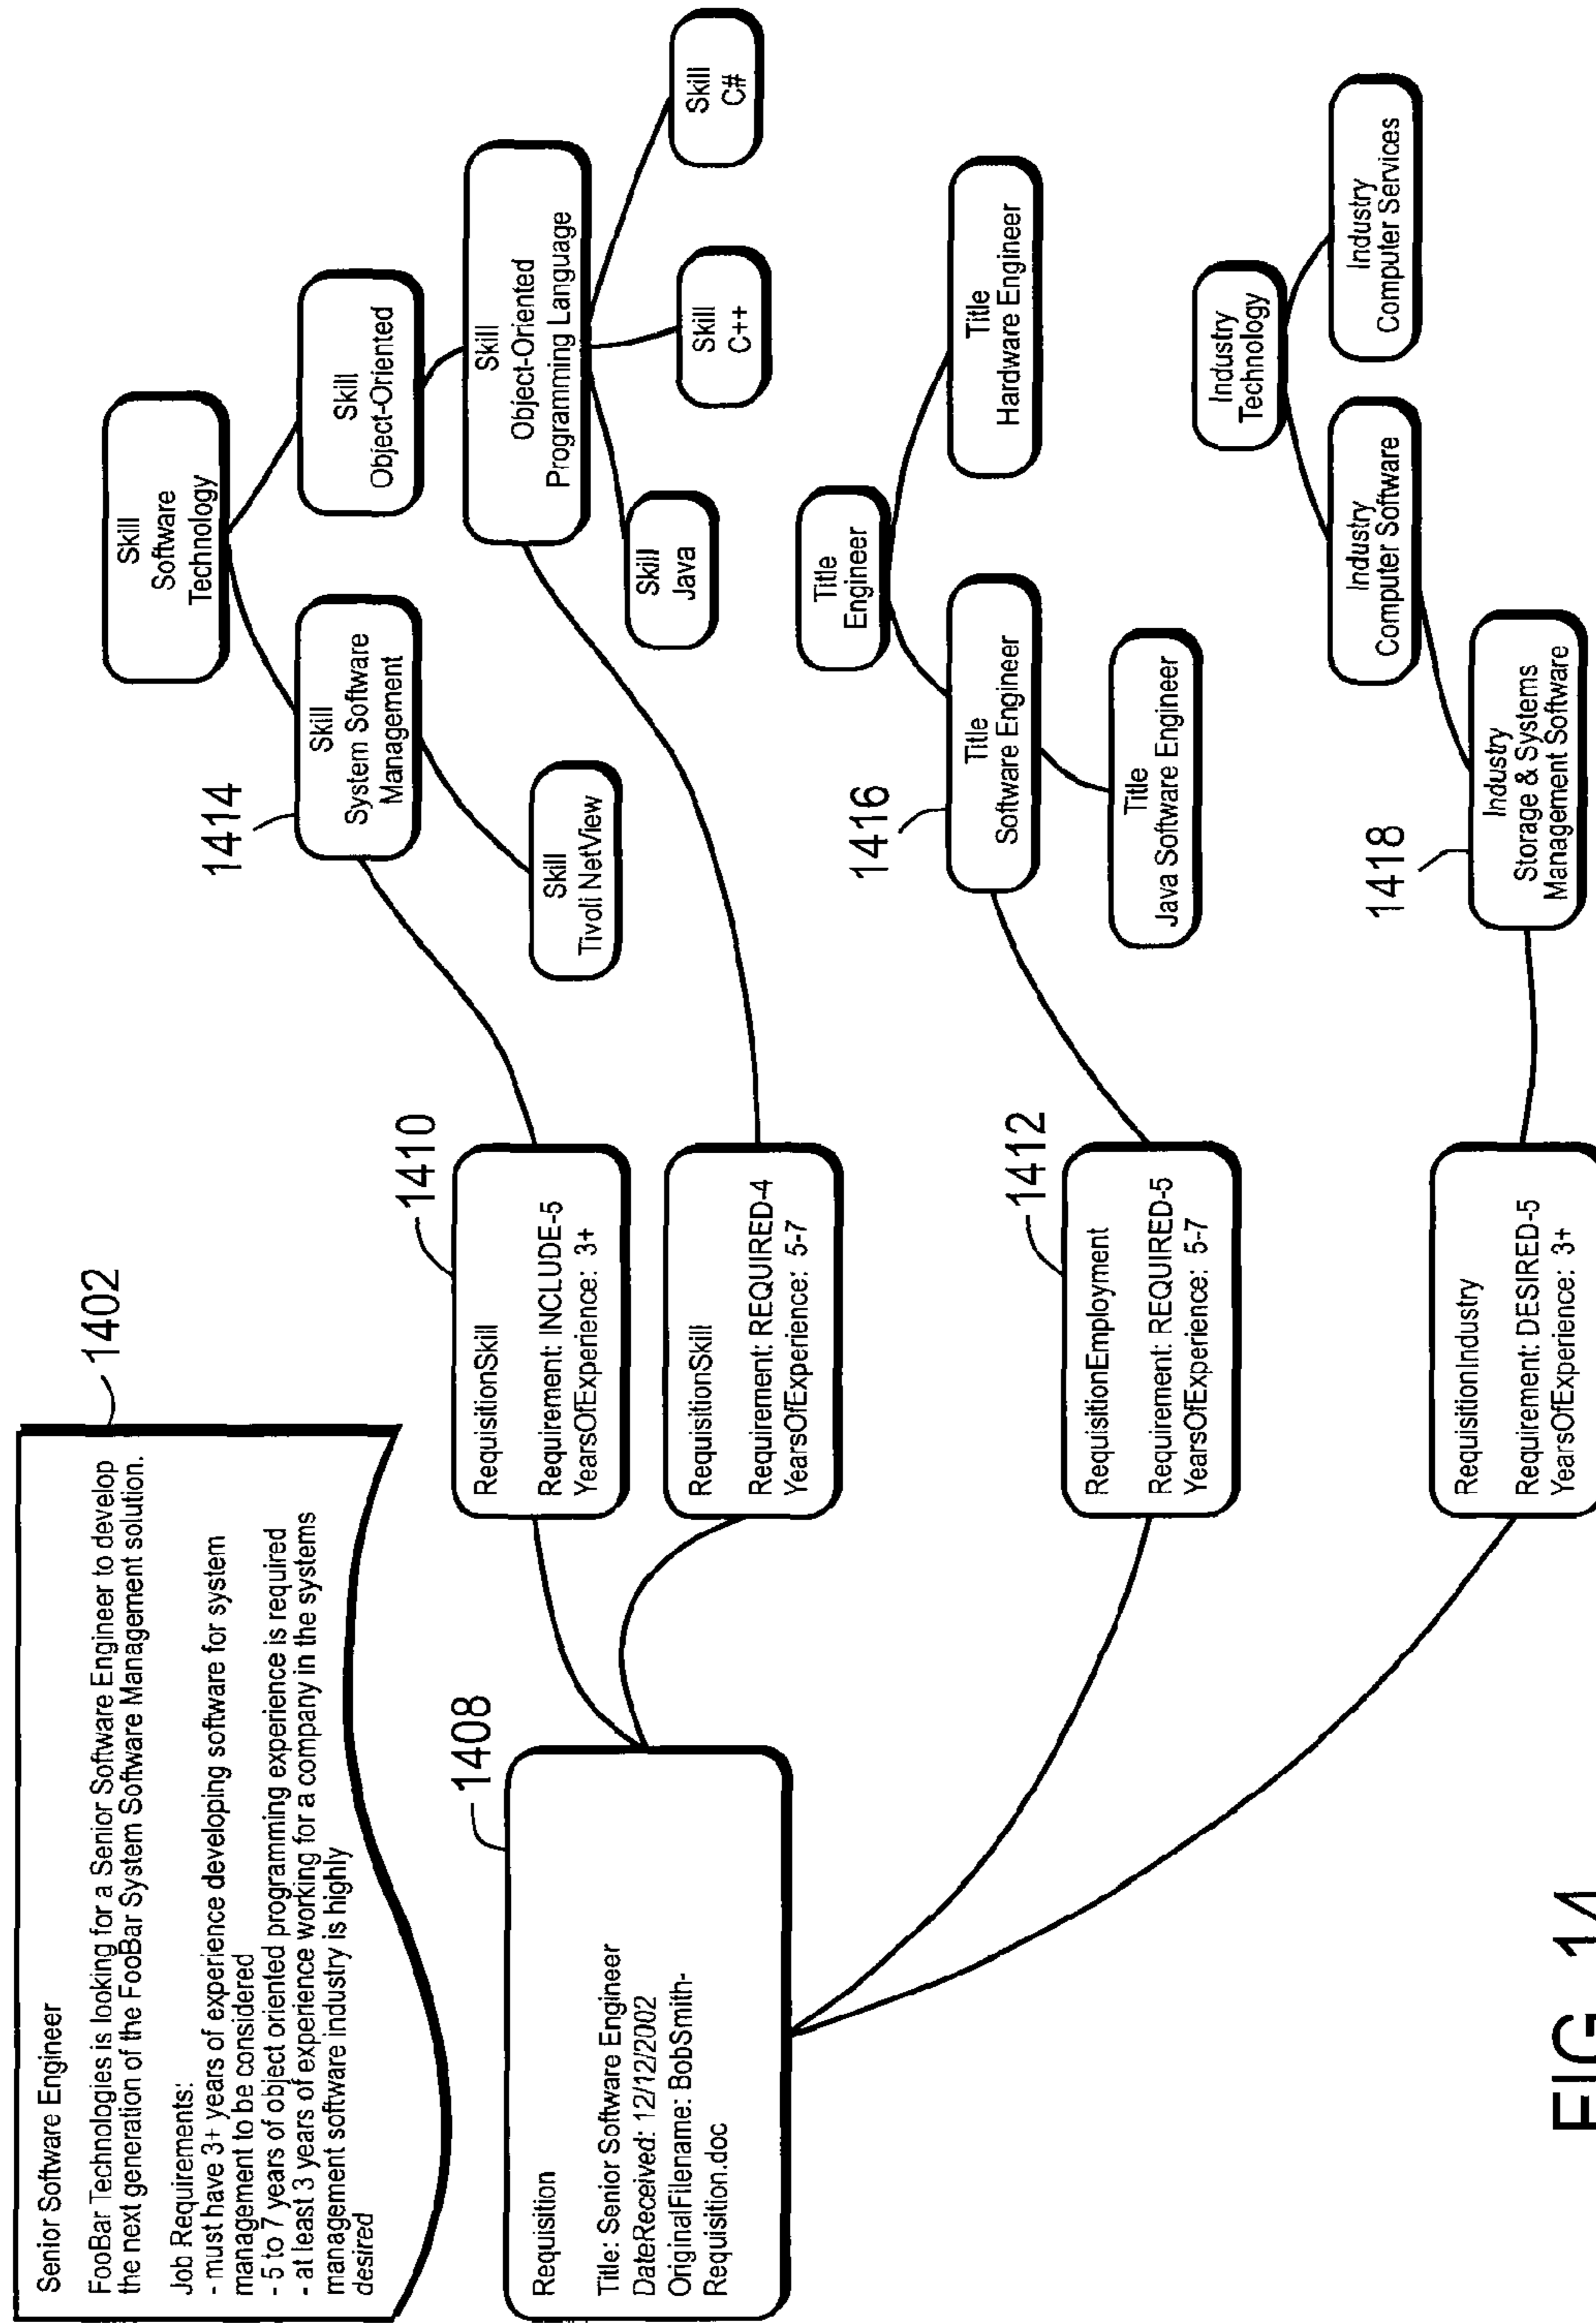 Senior Software Engineer
FooBar Technologies is looking for a Senior Software Engineer to develop
the next generation of the FooBar System Software Management solution.
Job Requirements:
- must have 3+ years of experience developing software for system
management to be considered
- 5 to 7 years of object oriented programming experience is required
- at least 3 years of experience working for a company in the systems
management software industry is highly
desired
1402
1408
Requisition
Title: Senior Software Engineer
DateReceived: 12/12/2002
OriginalFilename: BobSmith-
Requisition.doc
1410
RequisitionSkill
Requirement: INCLUDE-5
YearsOfExperience: 3+
RequisitionSkill
Requirement: REQUIRED-4
YearsOfExperience: 5-7
1412
RequisitionEmployment
Requirement: REQUIRED-5
YearsOfExperience: 5-7
RequisitionIndustry
Requirement: DESIRED-5
YearsOfExperience: 3+
Skill
Software
Technology
1414
Skill
System Software
Management
Skill
Object-Oriented
Skill
Tivoli NetView
Skill
Object-Oriented
Programming Language
Skill
Java
Skill
C++
Skill
C#
Title
Engineer
1416
Title
Software Engineer
Title
Hardware Engineer
Title
Java Software Engineer
Industry
Technology
Industry
Computer Software
Industry
Computer Services
1418
Industry
Storage & Systems
Management Software
FIG. 14